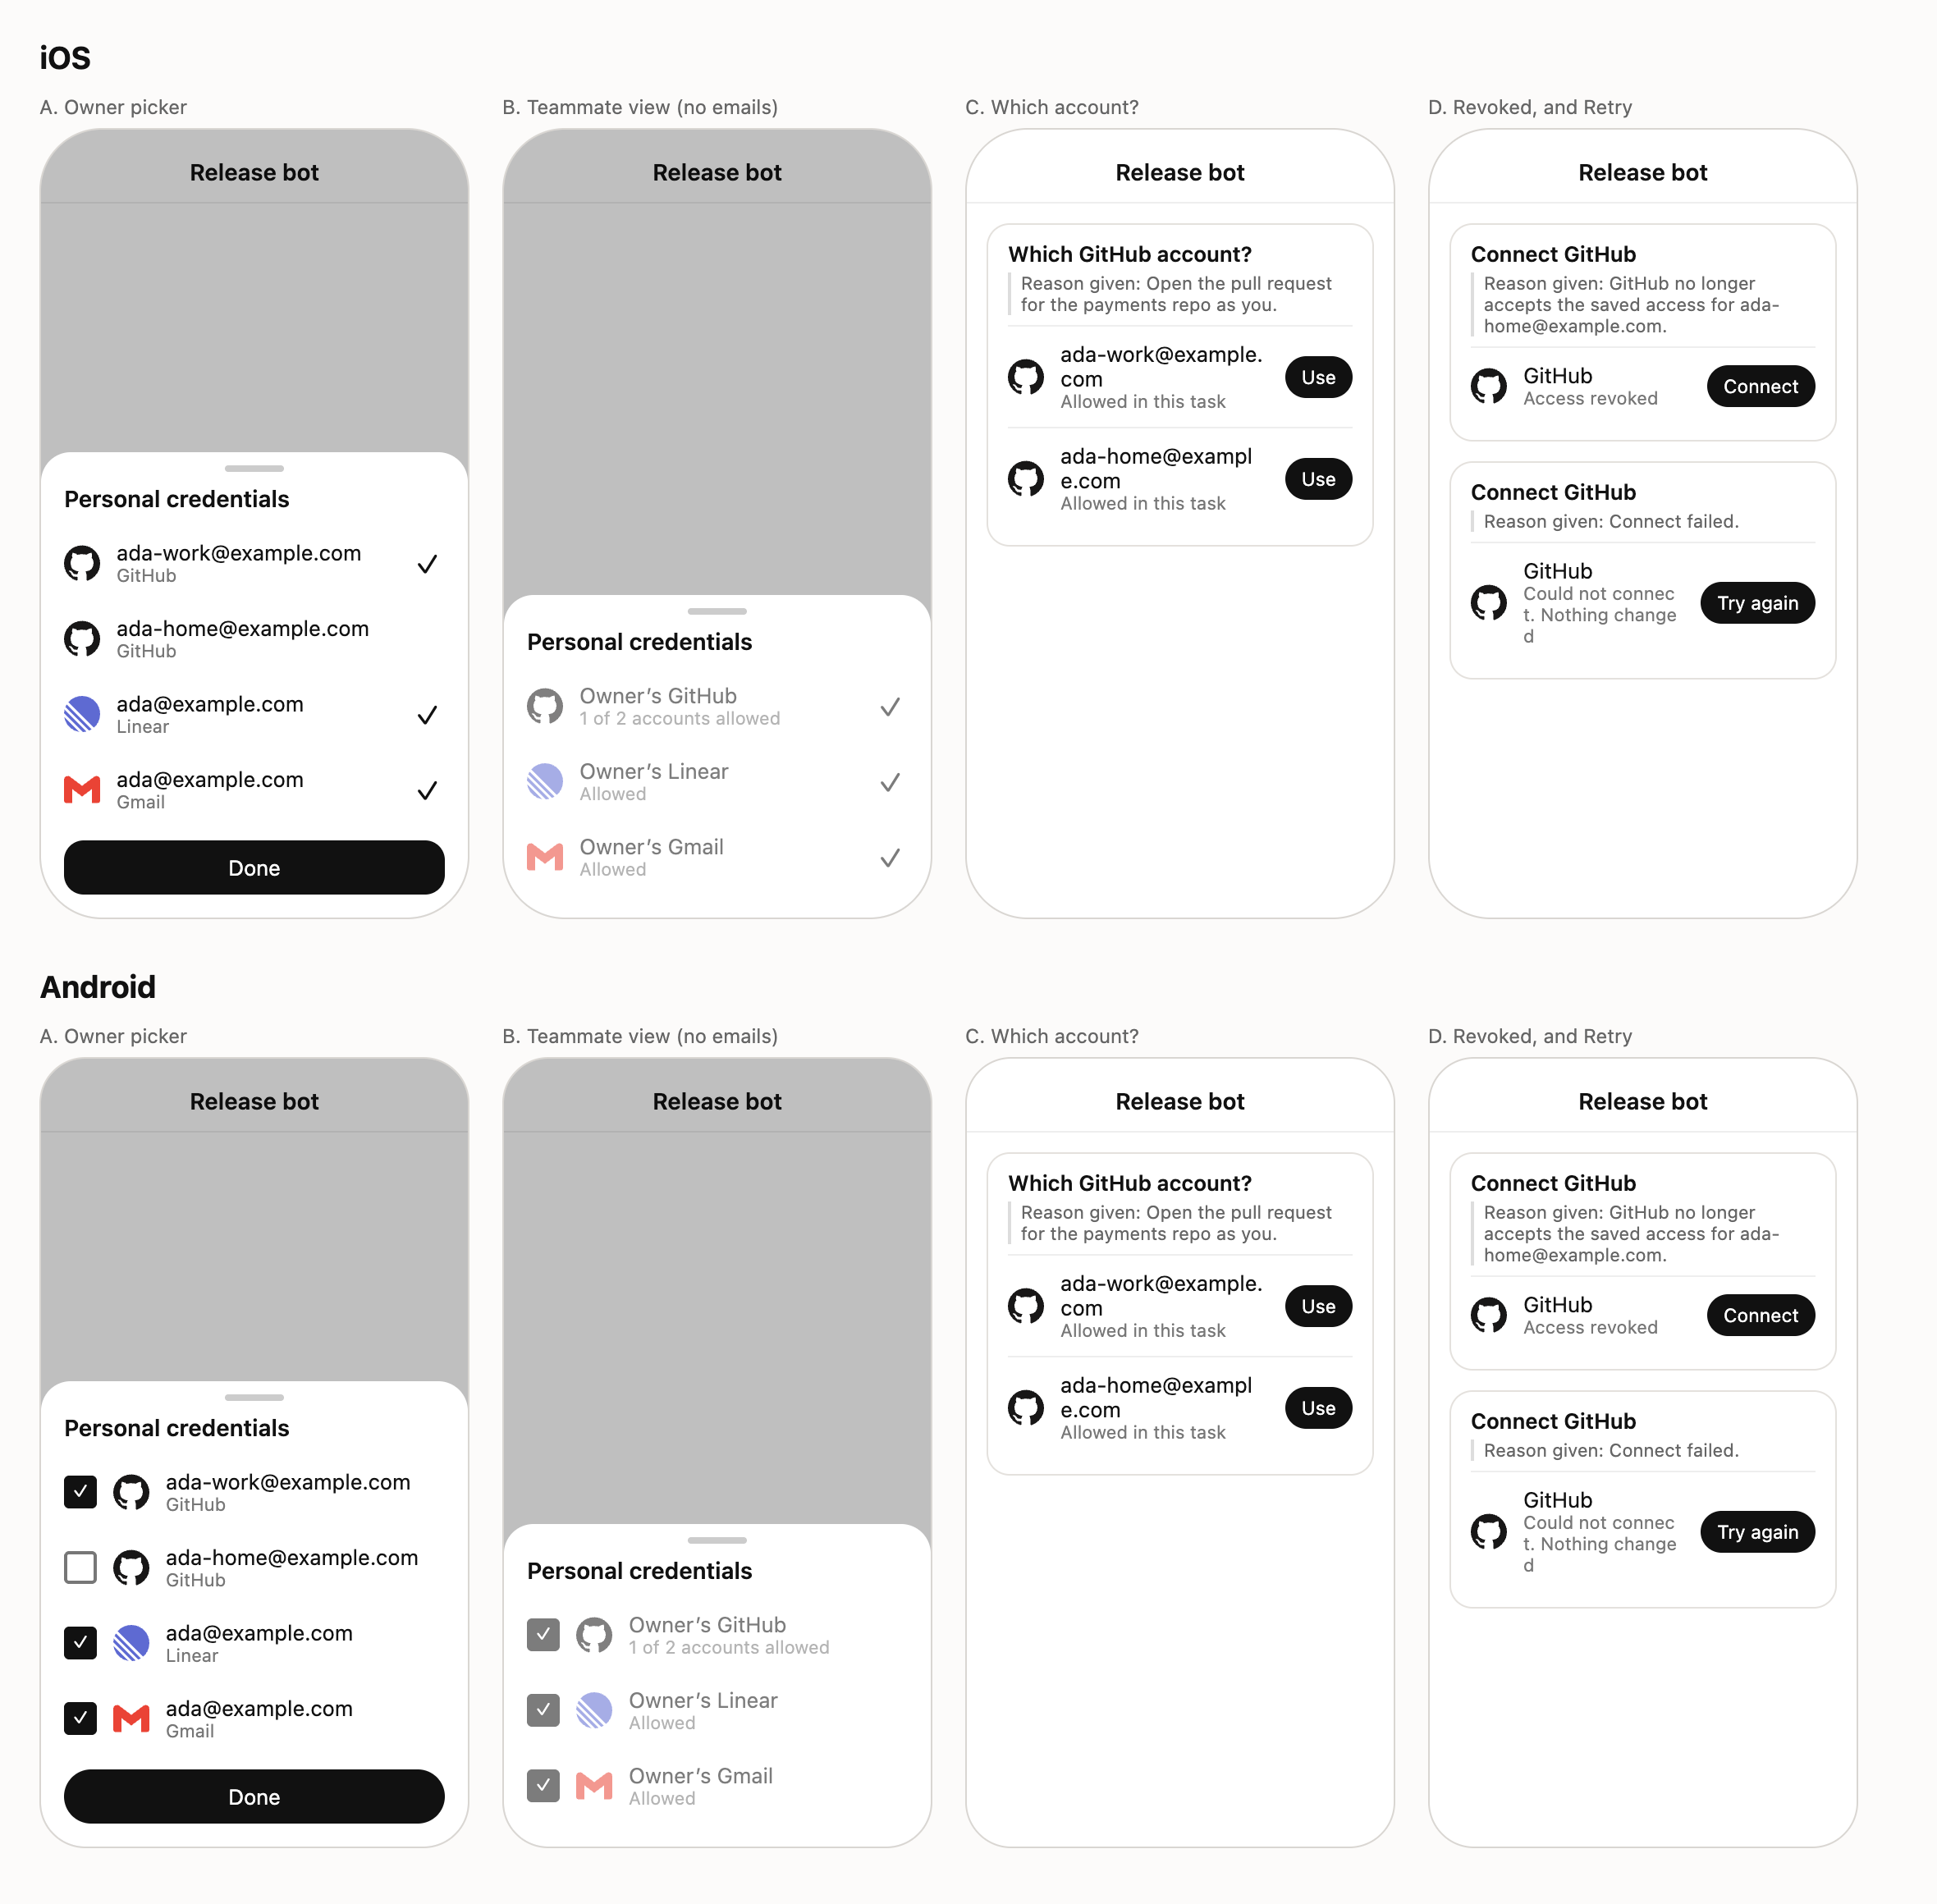 iOS
A. Owner picker
Release bot
Personal credentials
ada-work@example.com
GitHub
ada-home@example.com
GitHub
ada@example.com
Linear
ada@example.com
Gmail
Done
B. Teammate view (no emails)
Release bot
Personal credentials
Owner’s GitHub
1 of 2 accounts allowed
Owner’s Linear
Allowed
Owner’s Gmail
Allowed
C. Which account?
Release bot
Which GitHub account?
Reason given: Open the pull request
for the payments repo as you.
ada-work@example.
com
Allowed in this task
Use
ada-home@exampl
e.com
Allowed in this task
Use
D. Revoked, and Retry
Release bot
Connect GitHub
Reason given: GitHub no longer
accepts the saved access for ada-
home@example.com.
GitHub
Access revoked
Connect
Connect GitHub
Reason given: Connect failed.
GitHub
Could not connec
t. Nothing change
d
Try again
Android
A. Owner picker
Release bot
Personal credentials
ada-work@example.com
GitHub
ada-home@example.com
GitHub
ada@example.com
Linear
ada@example.com
Gmail
Done
B. Teammate view (no emails)
Release bot
Personal credentials
Owner’s GitHub
1 of 2 accounts allowed
Owner’s Linear
Allowed
Owner’s Gmail
Allowed
C. Which account?
Release bot
Which GitHub account?
Reason given: Open the pull request
for the payments repo as you.
ada-work@example.
com
Allowed in this task
Use
ada-home@exampl
e.com
Allowed in this task
Use
D. Revoked, and Retry
Release bot
Connect GitHub
Reason given: GitHub no longer
accepts the saved access for ada-
home@example.com.
GitHub
Access revoked
Connect
Connect GitHub
Reason given: Connect failed.
GitHub
Could not connec
t. Nothing change
d
Try again